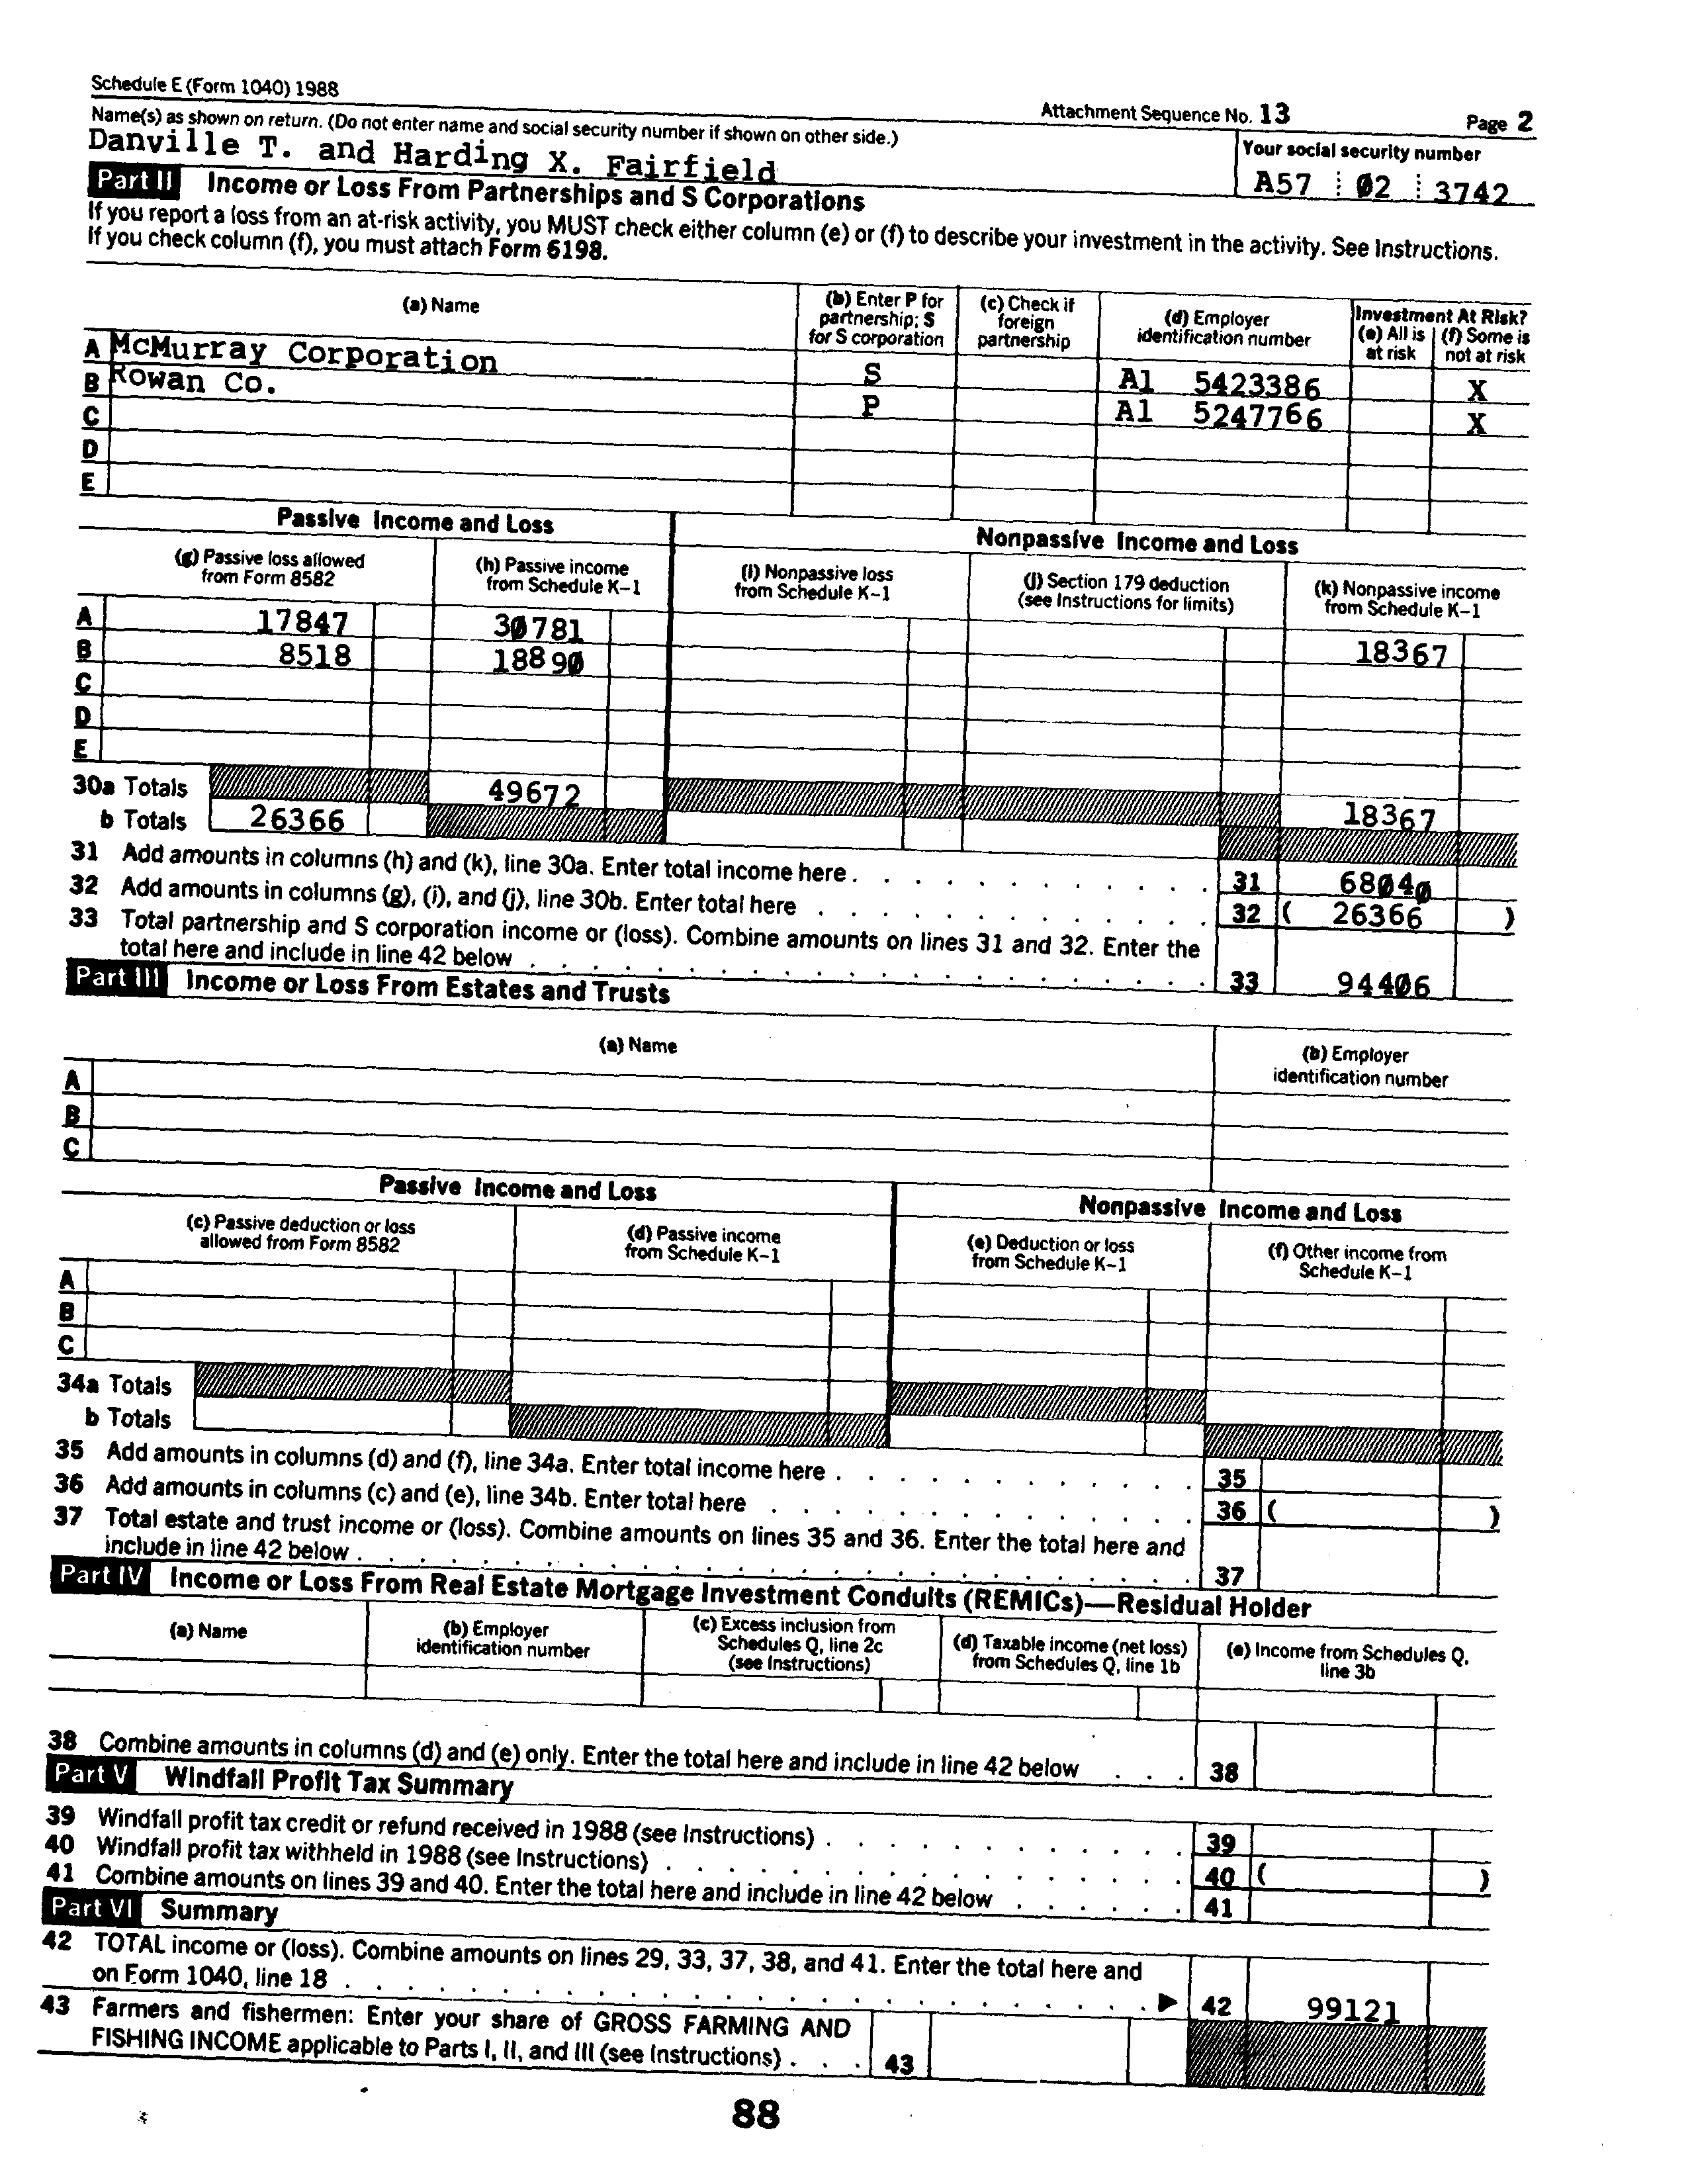 Schedule E (Form 1040) 1988
Attachment Sequence No. 13 Page 2
Name(s) as shown on return. (Do not enter name and social security number if shown on other side.)
Your social security number
Danville T. and Harding X. Fairfield
A57 02 3742
Part II Income or Loss From Partnerships and S Corporations
If you report a loss from an at-risk activity, you MUST check either column (e) or (f) to describe your investment in the activity. See Instructions.
If you check column (f), you must attach Form 6198.
(a) Name
(b) Enter P for partnership; S for S corporation
(c) Check if foreign partnership
(d) Employer identification number
Investment At Risk?
(e) All is at risk
(f) Some is not at risk
A McMurray Corporation S A1 5423386 X
B Rowan Co. P A1 5247766 X
C
D
E
Passive Income and Loss
Nonpassive Income and Loss
(g) Passive loss allowed from Form 8582
(h) Passive income from Schedule K-1
(i) Nonpassive loss from Schedule K-1
(j) Section 179 deduction (see Instructions for limits)
(k) Nonpassive income from Schedule K-1
A 17847 30781 18367
B 8518 18890
C
D
E
30a Totals 49672 18367
b Totals 26366
31 Add amounts in columns (h) and (k), line 30a. Enter total income here . . . 31 68040
32 Add amounts in columns (g), (i), and (j), line 30b. Enter total here . . . 32 ( 26366 )
33 Total partnership and S corporation income or (loss). Combine amounts on lines 31 and 32. Enter the
total here and include in line 42 below . . . 33 94406
Part III Income or Loss From Estates and Trusts
(a) Name
(b) Employer identification number
A
B
C
Passive Income and Loss
Nonpassive Income and Loss
(c) Passive deduction or loss allowed from Form 8582
(d) Passive income from Schedule K-1
(e) Deduction or loss from Schedule K-1
(f) Other income from Schedule K-1
A
B
C
34a Totals
b Totals
35 Add amounts in columns (d) and (f), line 34a. Enter total income here . . . 35
36 Add amounts in columns (c) and (e), line 34b. Enter total here . . . 36 ( )
37 Total estate and trust income or (loss). Combine amounts on lines 35 and 36. Enter the total here and
include in line 42 below . . . 37
Part IV Income or Loss From Real Estate Mortgage Investment Conduits (REMICs)—Residual Holder
(a) Name
(b) Employer identification number
(c) Excess inclusion from Schedules Q, line 2c (see Instructions)
(d) Taxable income (net loss) from Schedules Q, line 1b
(e) Income from Schedules Q, line 3b
38 Combine amounts in columns (d) and (e) only. Enter the total here and include in line 42 below . . . 38
Part V Windfall Profit Tax Summary
39 Windfall profit tax credit or refund received in 1988 (see Instructions) . . . 39
40 Windfall profit tax withheld in 1988 (see Instructions) . . . 40 ( )
41 Combine amounts on lines 39 and 40. Enter the total here and include in line 42 below . . . 41
Part VI Summary
42 TOTAL income or (loss). Combine amounts on lines 29, 33, 37, 38, and 41. Enter the total here and
on Form 1040, line 18 . . . ▶ 42 99121
43 Farmers and fishermen: Enter your share of GROSS FARMING AND
FISHING INCOME applicable to Parts I, II, and III (see Instructions) . . . 43
88